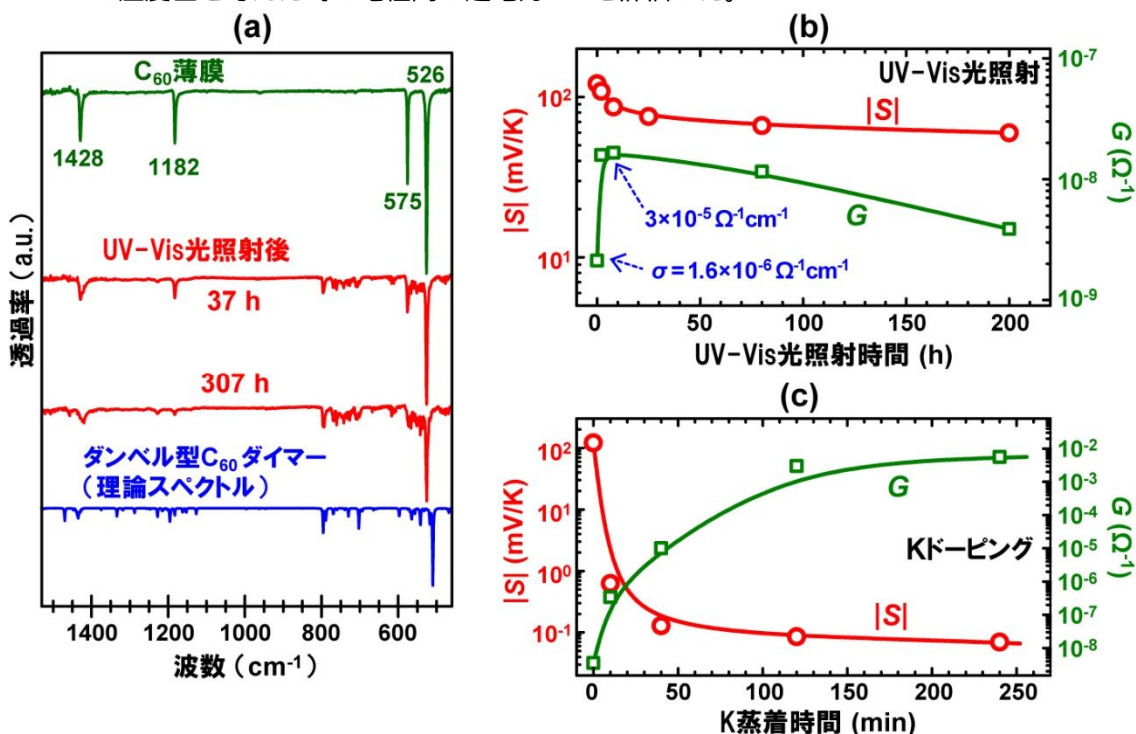 (a)
C60薄膜
526
1428
1182
575
UV-Vis光照射後
37 h
307 h
ダンベル型C60ダイマー
(理論スペクトル)
透過率(a.u.)
1400 1200 1000 800 600
波数(cm-1)
(b)
UV-Vis光照射
|S|
G
3×10-5 Ω-1cm-1
σ=1.6×10-6 Ω-1cm-1
|S| (mV/K)
102
101
G (Ω-1)
10-7
10-8
10-9
0 50 100 150 200
UV-Vis光照射時間 (h)
(c)
G
Kドーピング
|S|
|S| (mV/K)
102
101
100
10-1
G (Ω-1)
10-2
10-3
10-4
10-5
10-6
10-7
10-8
0 50 100 150 200 250
K蒸着時間 (min)